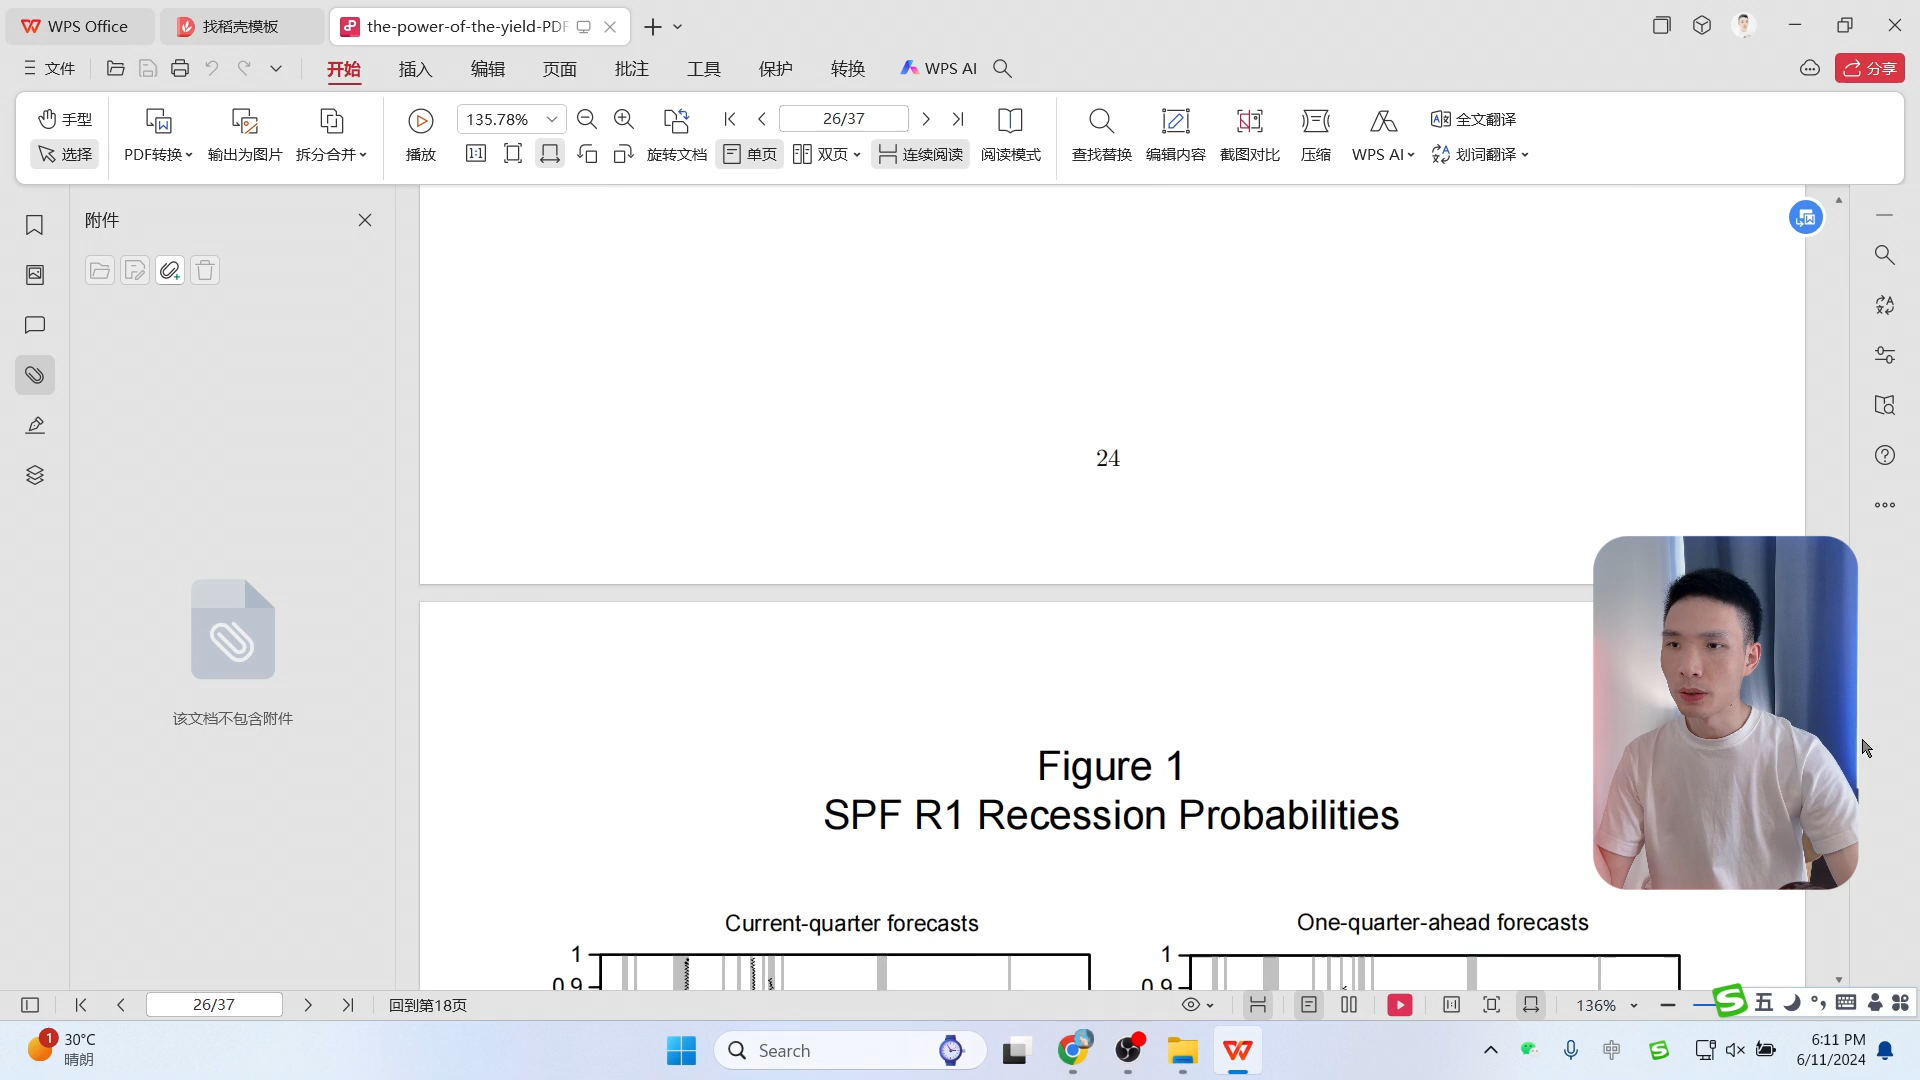 WPS Office
找稻壳模板
the-power-of-the-yield-PDF
文件
开始
插入
编辑
页面
批注
工具
保护
转换
WPS AI
分享
手型
选择
PDF转换
输出为图片
拆分合并
播放
135.78%
旋转文档
26/37
单页
双页
连续阅读
阅读模式
查找替换
编辑内容
截图对比
压缩
WPS AI
全文翻译
划词翻译
附件
该文档不包含附件
24
Figure 1
SPF R1 Recession Probabilities
Current-quarter forecasts
One-quarter-ahead forecasts
1
0.9
1
0.9
26/37
回到第18页
136%
五
1
30°C
晴朗
Search
中
6:11 PM
6/11/2024